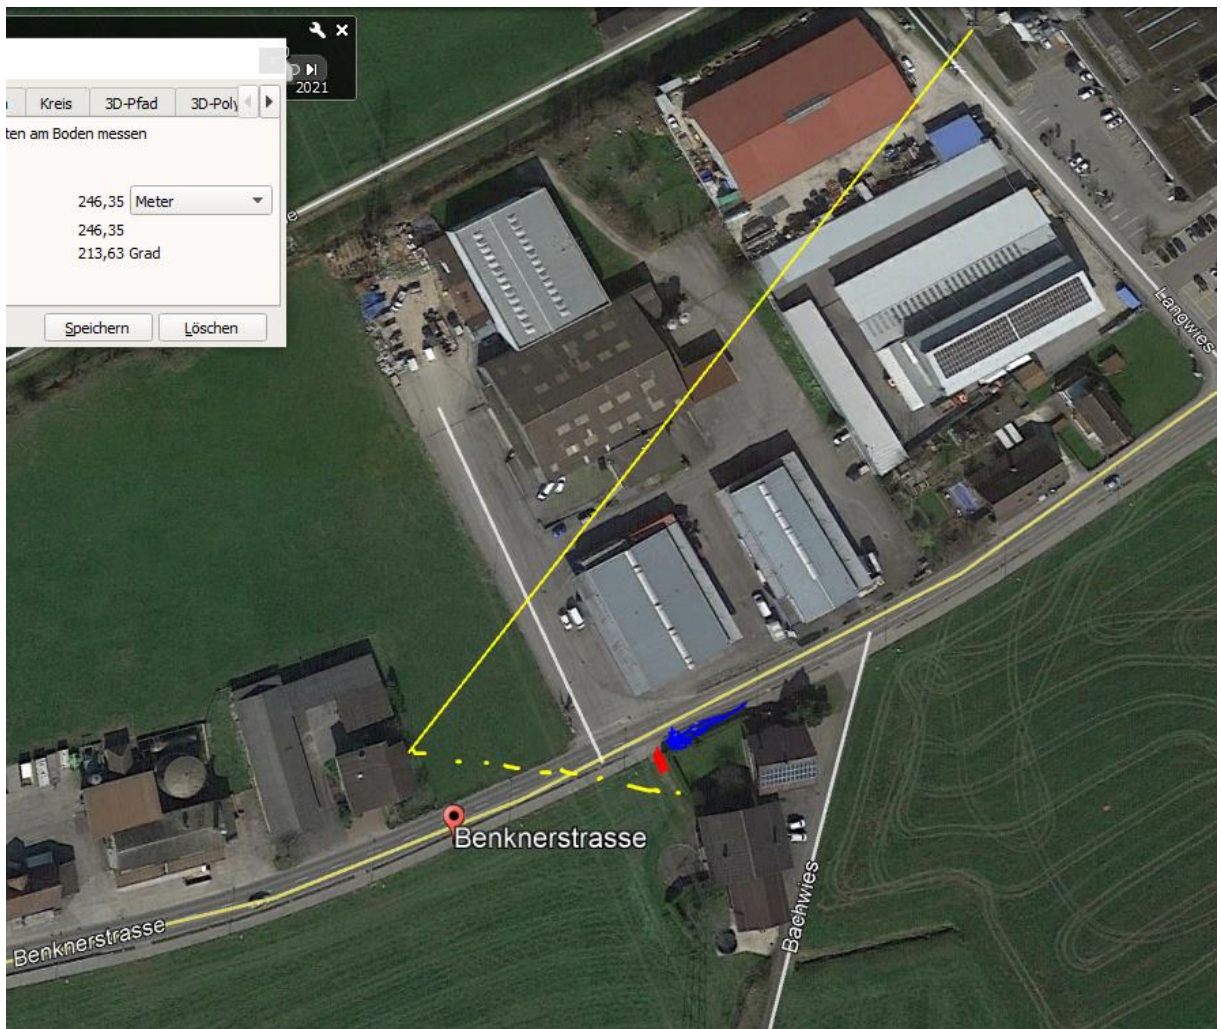 2021
Kreis
3D-Pfad
3D-Poly
ten am Boden messen
246,35 Meter
246,35
213,63 Grad
Speichern
Löschen
Langwies
Benknerstrasse
Bachwies
Benknerstrasse